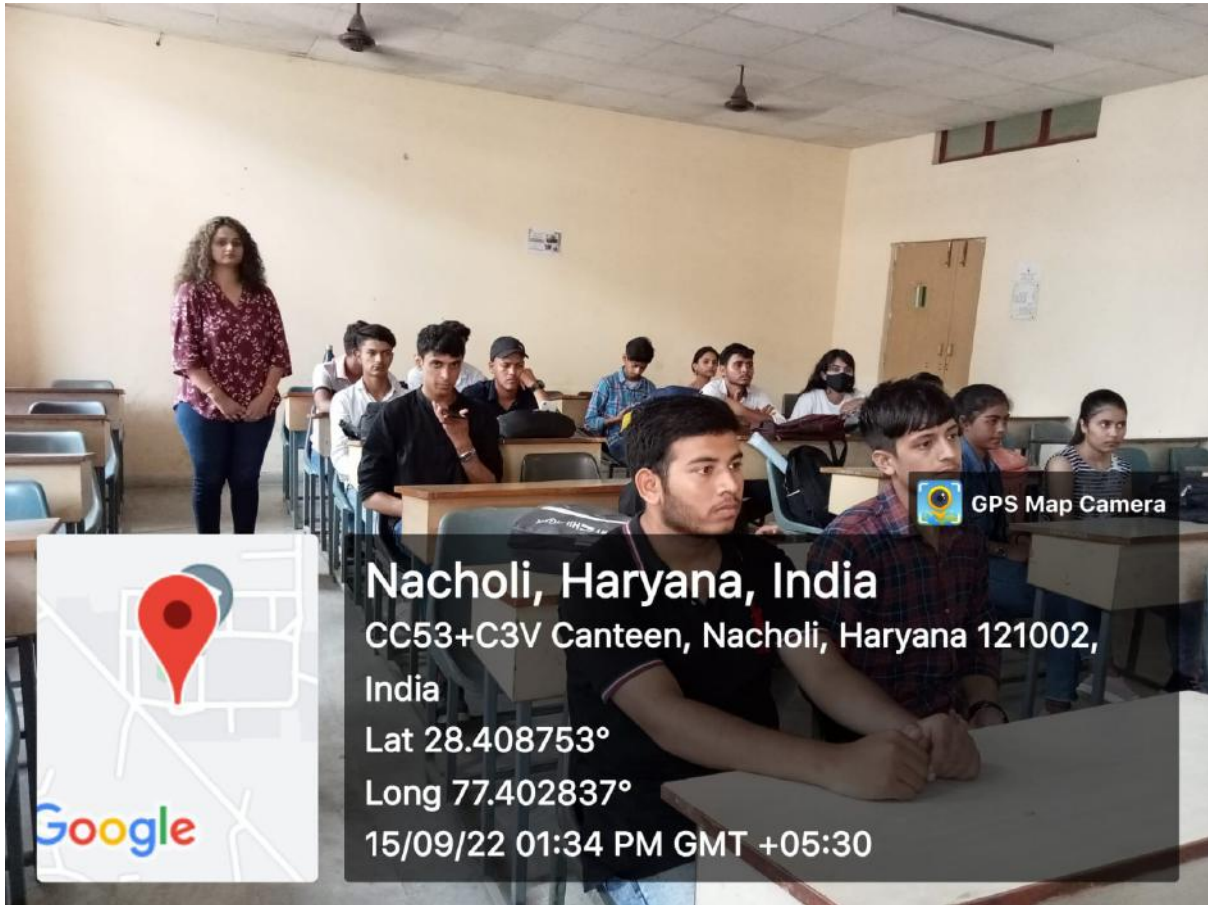 GPS Map Camera
Nacholi, Haryana, India
CC53+C3V Canteen, Nacholi, Haryana 121002,
India
Lat 28.408753°
Long 77.402837°
15/09/22 01:34 PM GMT +05:30
Google